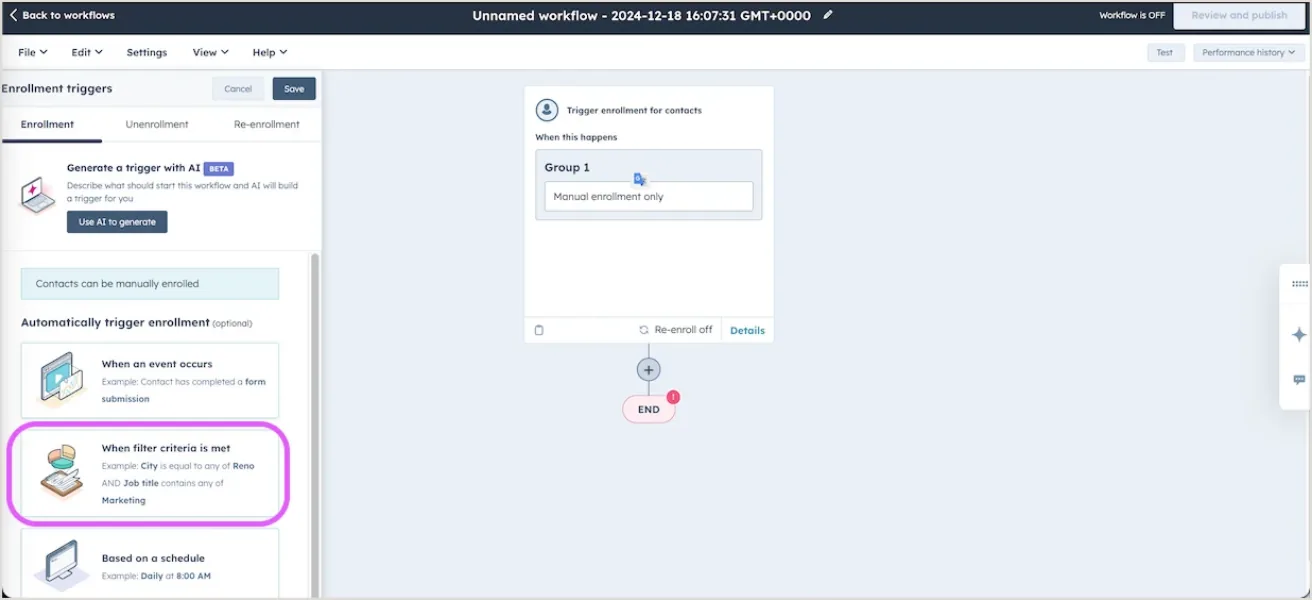 Back to workflows
Unnamed workflow - 2024-12-18 16:07:31 GMT+0000
Workflow is OFF
Review and publish
File
Edit
Settings
View
Help
Test
Performance history
Enrollment triggers
Cancel
Save
Enrollment
Unenrollment
Re-enrollment
Generate a trigger with AI BETA
Describe what should start this workflow and AI will build
a trigger for you
Use AI to generate
Contacts can be manually enrolled
Automatically trigger enrollment (optional)
When an event occurs
Example: Contact has completed a form
submission
When filter criteria is met
Example: City is equal to any of Reno
AND Job title contains any of
Marketing
Based on a schedule
Example: Daily at 8:00 AM
Trigger enrollment for contacts
When this happens
Group 1
Manual enrollment only
Re-enroll off
Details
END
!